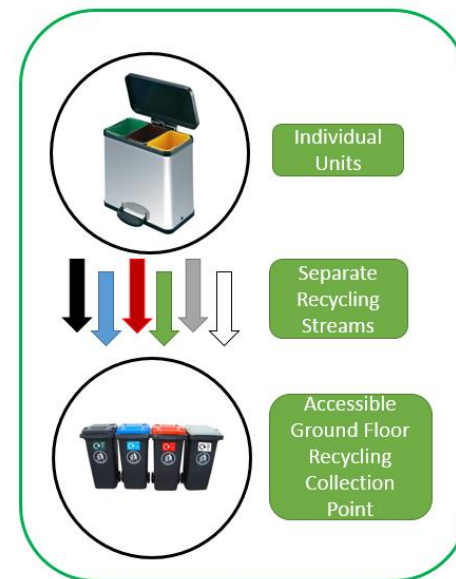 Individual
Units
Separate
Recycling
Streams
Accessible
Ground Floor
Recycling
Collection
Point